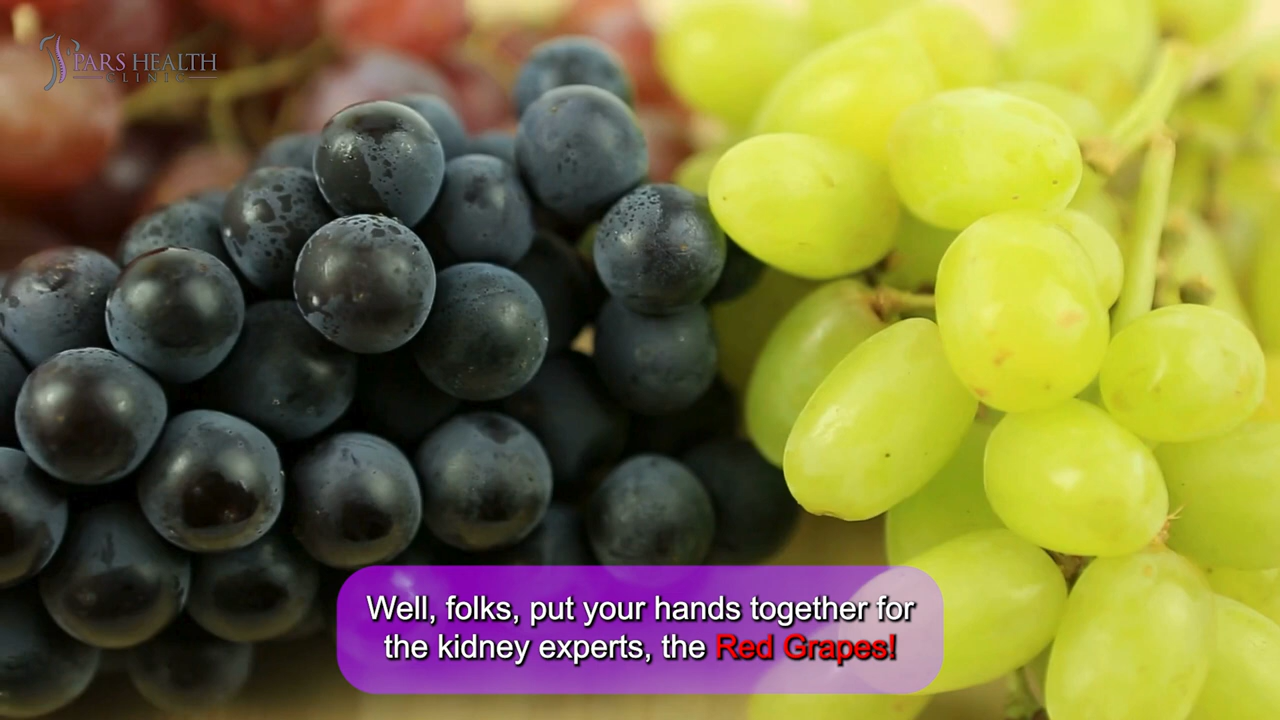 PARS HEALTH
CLINIC
Well, folks, put your hands together for
the kidney experts, the Red Grapes!